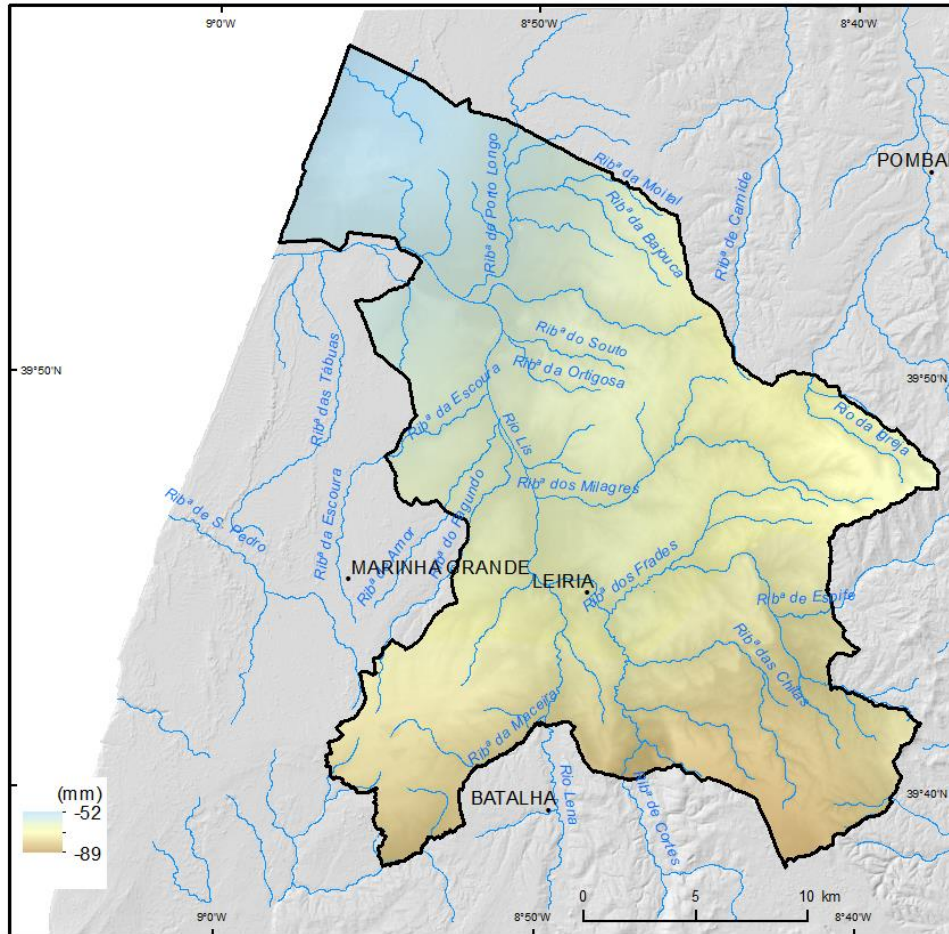 9°0'W
8°50'W
8°40'W
POMBA
Ribª da Moital
Ribª de Porto Longo
Ribª da Bajouca
Ribª de Carnide
Ribª do Souto
39°50'N
39°50'N
Ribª da Ortigosa
Ribª das Tábuas
Ribª da Escoura
Rio da Igreja
Rio Lis
Ribª dos Milagres
Ribª de S. Pedro
Ribª da Escoura
Ribª do Fagundo
MARINHA GRANDE
Amor
LEIRIA
Ribª dos Frades
Ribª de Espite
Ribª das Chitas
Ribª da Maceira
(mm)
-52
-89
BATALHA
Rio Lena
Ribª de Cortes
39°40'N
0
5
10 km
9°0'W
8°50'W
8°40'W